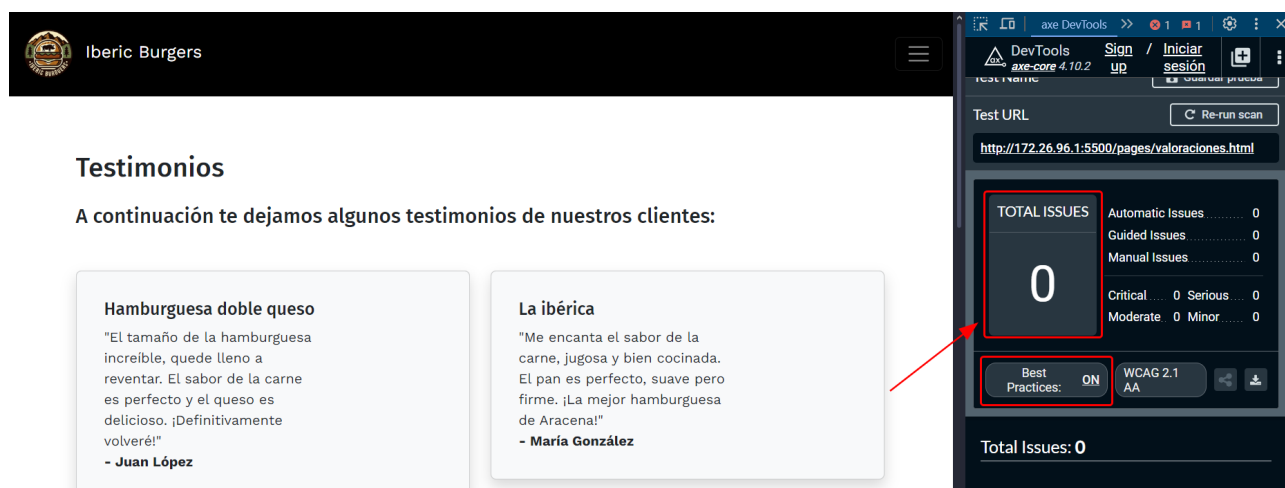 Iberic Burgers
IBERIC BURGUERS
Testimonios
A continuación te dejamos algunos testimonios de nuestros clientes:
Hamburguesa doble queso
"El tamaño de la hamburguesa
increíble, quede lleno a
reventar. El sabor de la carne
es perfecto y el queso es
delicioso. ¡Definitivamente
volveré!"
- Juan López
La ibérica
"Me encanta el sabor de la
carne, jugosa y bien cocinada.
El pan es perfecto, suave pero
firme. ¡La mejor hamburguesa
de Aracena!"
- María González
axe DevTools
1
1
DevTools
axe-core 4.10.2
Sign up / Iniciar sesión
Test Name
Guardar prueba
Test URL
Re-run scan
http://172.26.96.1:5500/pages/valoraciones.html
TOTAL ISSUES
0
Automatic Issues 0
Guided Issues 0
Manual Issues 0
Critical 0 Serious 0
Moderate 0 Minor 0
Best Practices: ON
WCAG 2.1
AA
Total Issues: 0